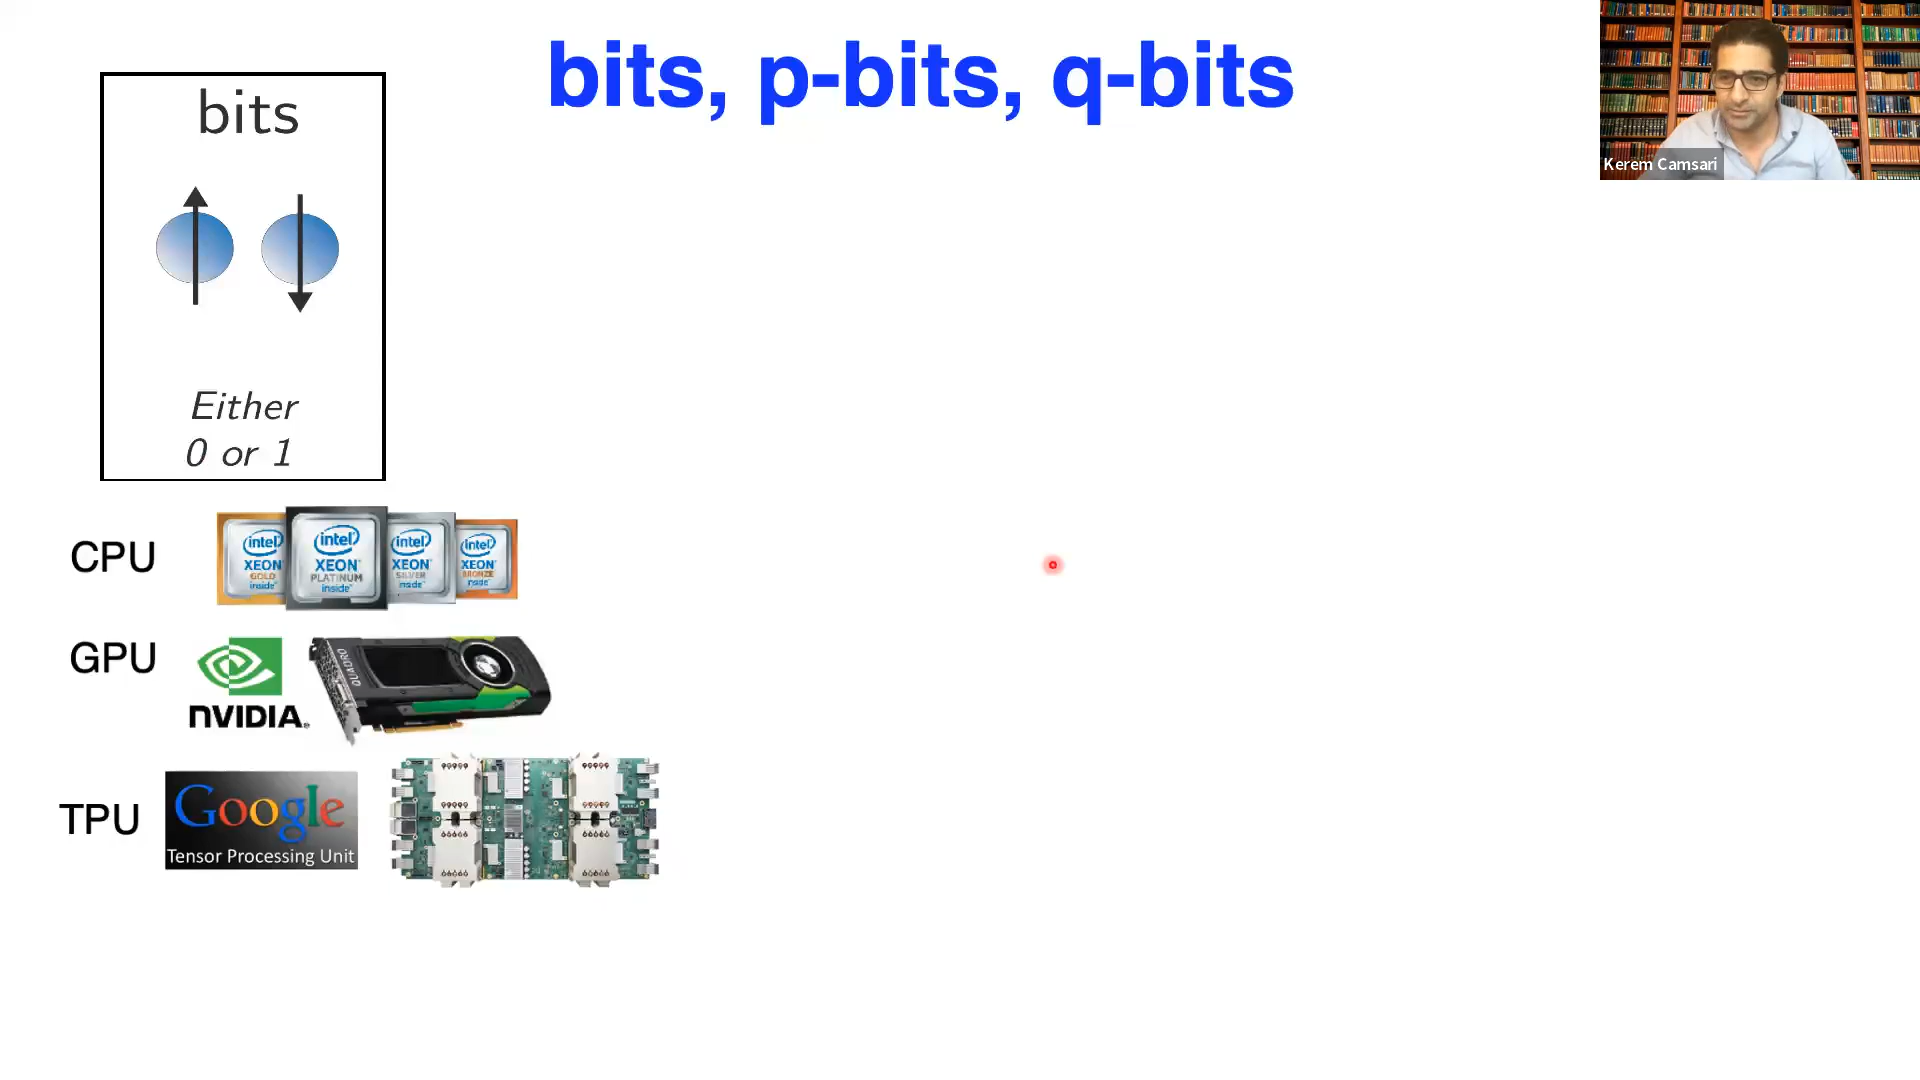 bits, p-bits, q-bits
Kerem Camsari
bits
Either
0 or 1
CPU
intel XEON GOLD inside
intel XEON PLATINUM inside
intel XEON SILVER inside
intel XEON BRONZE inside
GPU
NVIDIA.
QUADRO
TPU
Google
Tensor Processing Unit